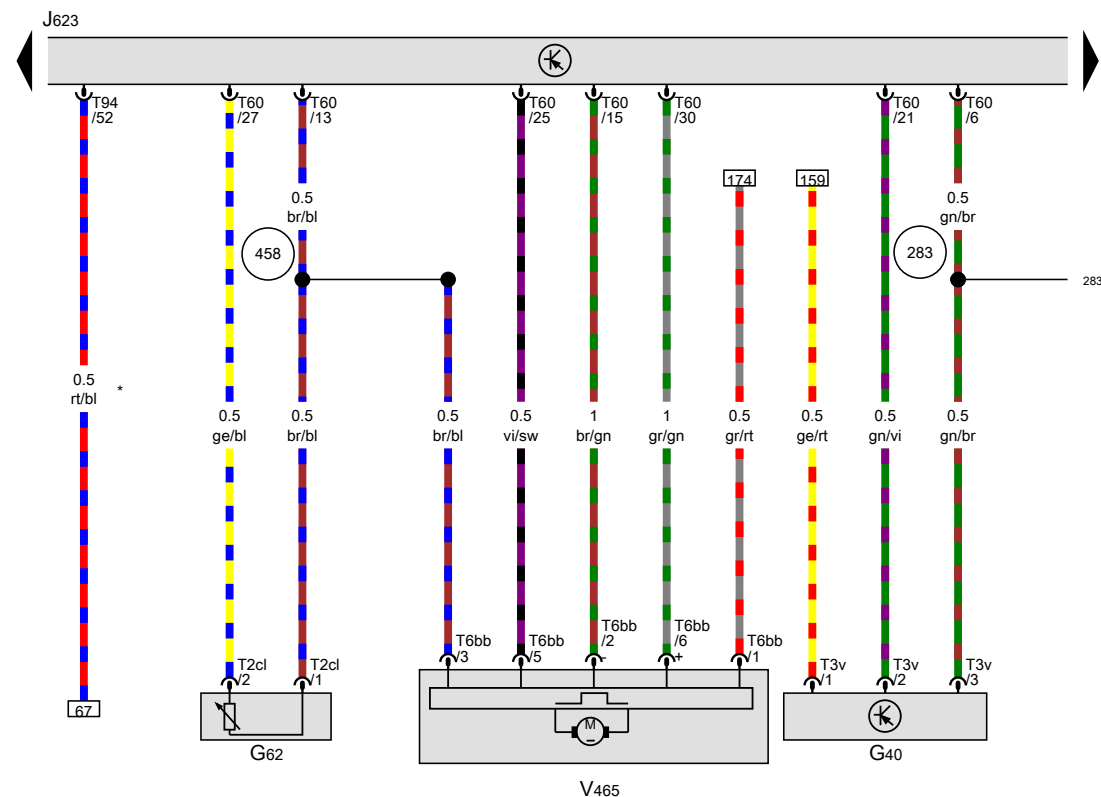 J623
T94 T60 T60 T60 T60 T60 T60 T60
/52 /27 /13 /25 /15 /30 /21 /6
174 159
0.5 0.5
br/bl gn/br
458 283
283
0.5
rt/bl *
0.5 0.5 0.5 0.5 1 1 0.5 0.5 0.5 0.5
ge/bl br/bl br/bl vi/sw br/gn gr/gn gr/rt ge/rt gn/vi gn/br
T6bb T6bb
/2 /6
T6bb T6bb T6bb
/3 /5 - + /1
T2cl T2cl T3v T3v T3v
/2 /1 /1 /2 /3
67
M
G62 G40
V465